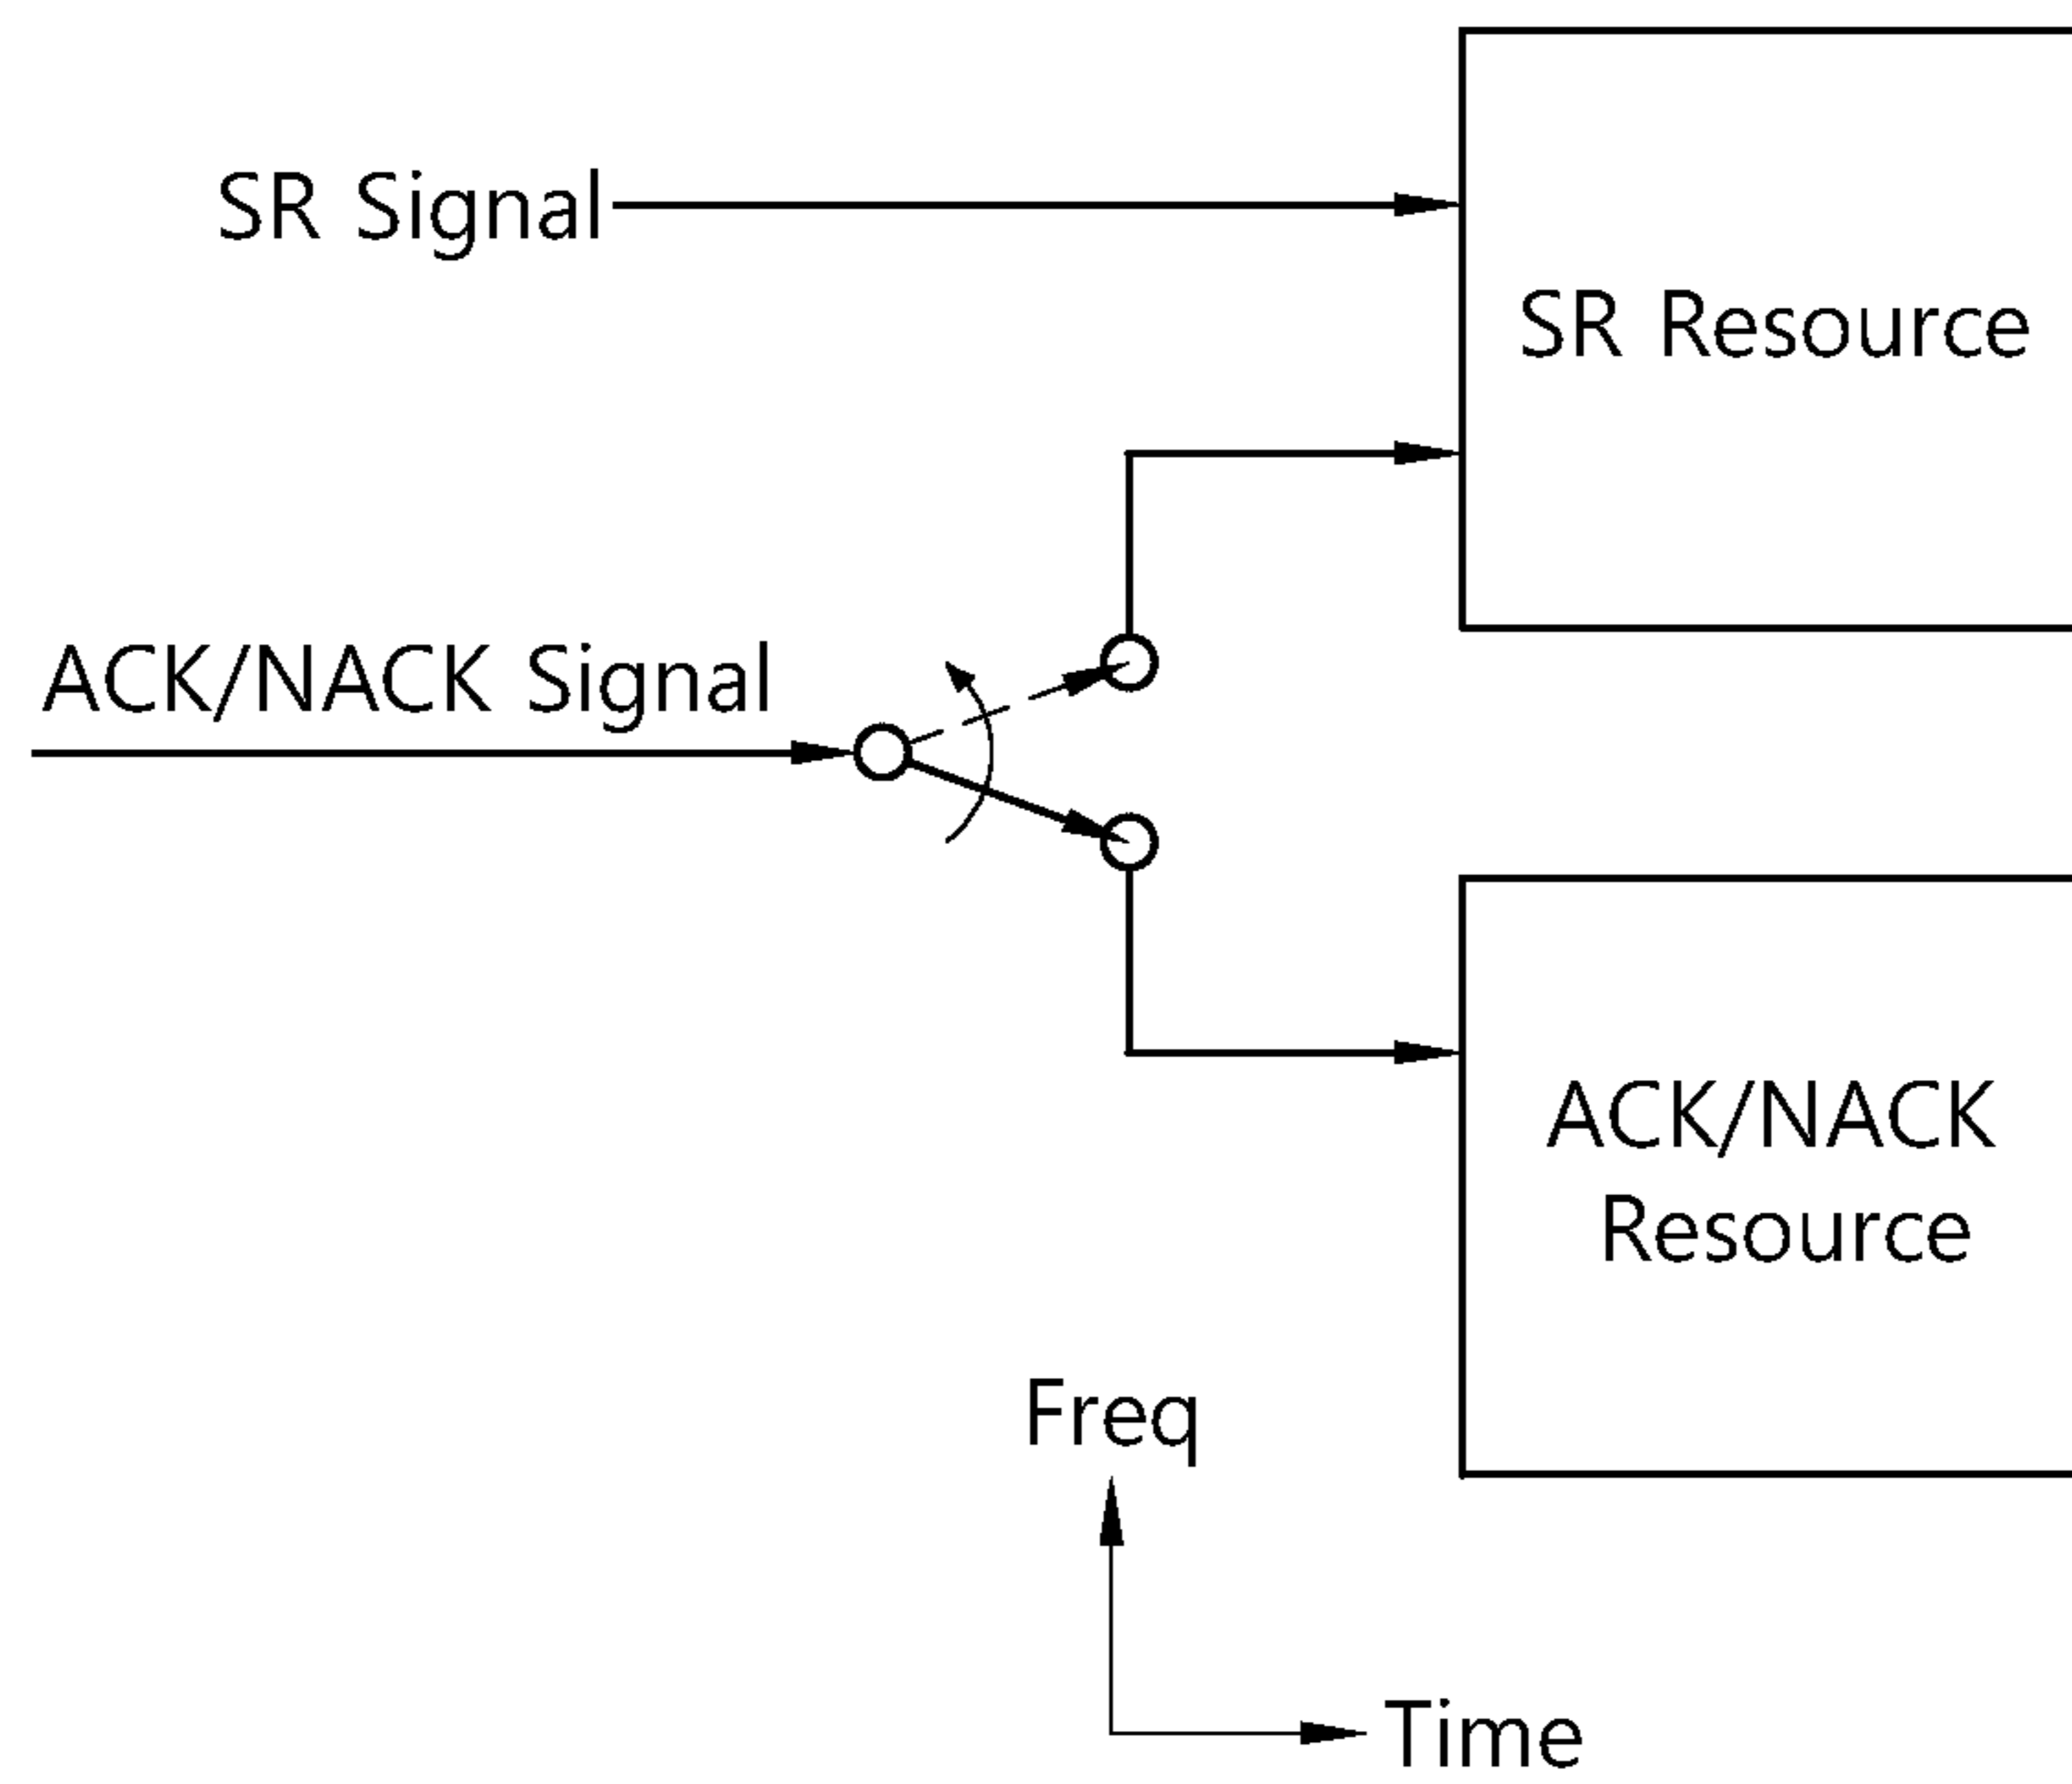 SR Signal
SR Resource
ACK/NACK Signal
ACK/NACK
Resource
Freq
Time